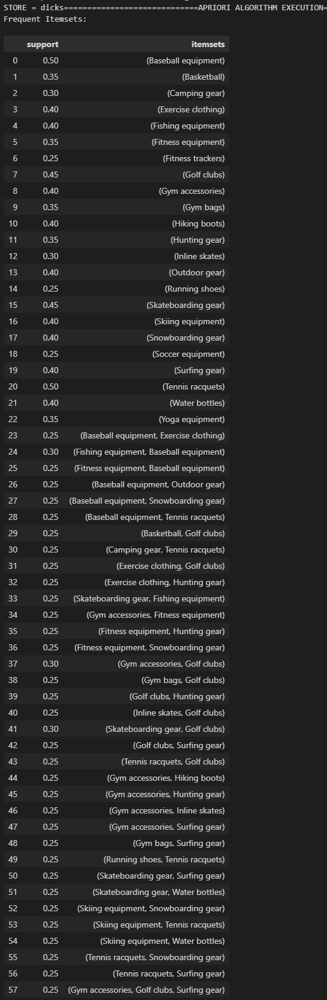 STORE = dicks=============================APRIORI ALGORITHM EXECUTION=
Frequent Itemsets:
support itemsets
0 0.50 (Baseball equipment)
1 0.35 (Basketball)
2 0.30 (Camping gear)
3 0.40 (Exercise clothing)
4 0.40 (Fishing equipment)
5 0.35 (Fitness equipment)
6 0.25 (Fitness trackers)
7 0.45 (Golf clubs)
8 0.40 (Gym accessories)
9 0.35 (Gym bags)
10 0.40 (Hiking boots)
11 0.35 (Hunting gear)
12 0.30 (Inline skates)
13 0.40 (Outdoor gear)
14 0.25 (Running shoes)
15 0.45 (Skateboarding gear)
16 0.40 (Skiing equipment)
17 0.40 (Snowboarding gear)
18 0.25 (Soccer equipment)
19 0.40 (Surfing gear)
20 0.50 (Tennis racquets)
21 0.40 (Water bottles)
22 0.35 (Yoga equipment)
23 0.25 (Baseball equipment, Exercise clothing)
24 0.30 (Fishing equipment, Baseball equipment)
25 0.25 (Fitness equipment, Baseball equipment)
26 0.25 (Baseball equipment, Outdoor gear)
27 0.25 (Baseball equipment, Snowboarding gear)
28 0.25 (Baseball equipment, Tennis racquets)
29 0.25 (Basketball, Golf clubs)
30 0.25 (Camping gear, Tennis racquets)
31 0.25 (Exercise clothing, Golf clubs)
32 0.25 (Exercise clothing, Hunting gear)
33 0.25 (Skateboarding gear, Fishing equipment)
34 0.25 (Gym accessories, Fitness equipment)
35 0.25 (Fitness equipment, Hunting gear)
36 0.25 (Fitness equipment, Snowboarding gear)
37 0.30 (Gym accessories, Golf clubs)
38 0.25 (Gym bags, Golf clubs)
39 0.25 (Golf clubs, Hunting gear)
40 0.25 (Inline skates, Golf clubs)
41 0.30 (Skateboarding gear, Golf clubs)
42 0.25 (Golf clubs, Surfing gear)
43 0.25 (Tennis racquets, Golf clubs)
44 0.25 (Gym accessories, Hiking boots)
45 0.25 (Gym accessories, Hunting gear)
46 0.25 (Gym accessories, Inline skates)
47 0.25 (Gym accessories, Surfing gear)
48 0.25 (Gym bags, Surfing gear)
49 0.25 (Running shoes, Tennis racquets)
50 0.25 (Skateboarding gear, Surfing gear)
51 0.25 (Skateboarding gear, Water bottles)
52 0.25 (Skiing equipment, Snowboarding gear)
53 0.25 (Skiing equipment, Tennis racquets)
54 0.25 (Skiing equipment, Water bottles)
55 0.25 (Tennis racquets, Snowboarding gear)
56 0.25 (Tennis racquets, Surfing gear)
57 0.25 (Gym accessories, Golf clubs, Surfing gear)